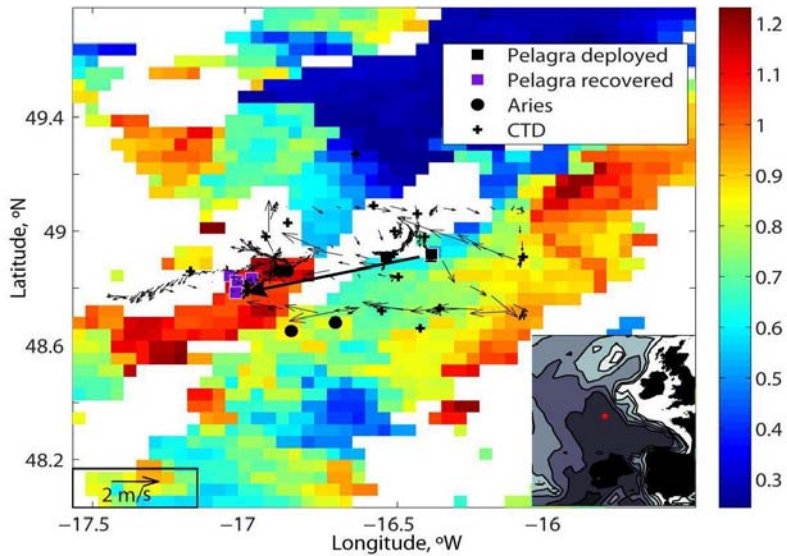 Pelagra deployed
Pelagra recovered
Aries
CTD
49.4
49
48.6
48.2
Latitude, ºN
2 m/s
−17.5
−17
−16.5
−16
Longitude, ºW
1.2
1.1
1
0.9
0.8
0.7
0.6
0.5
0.4
0.3